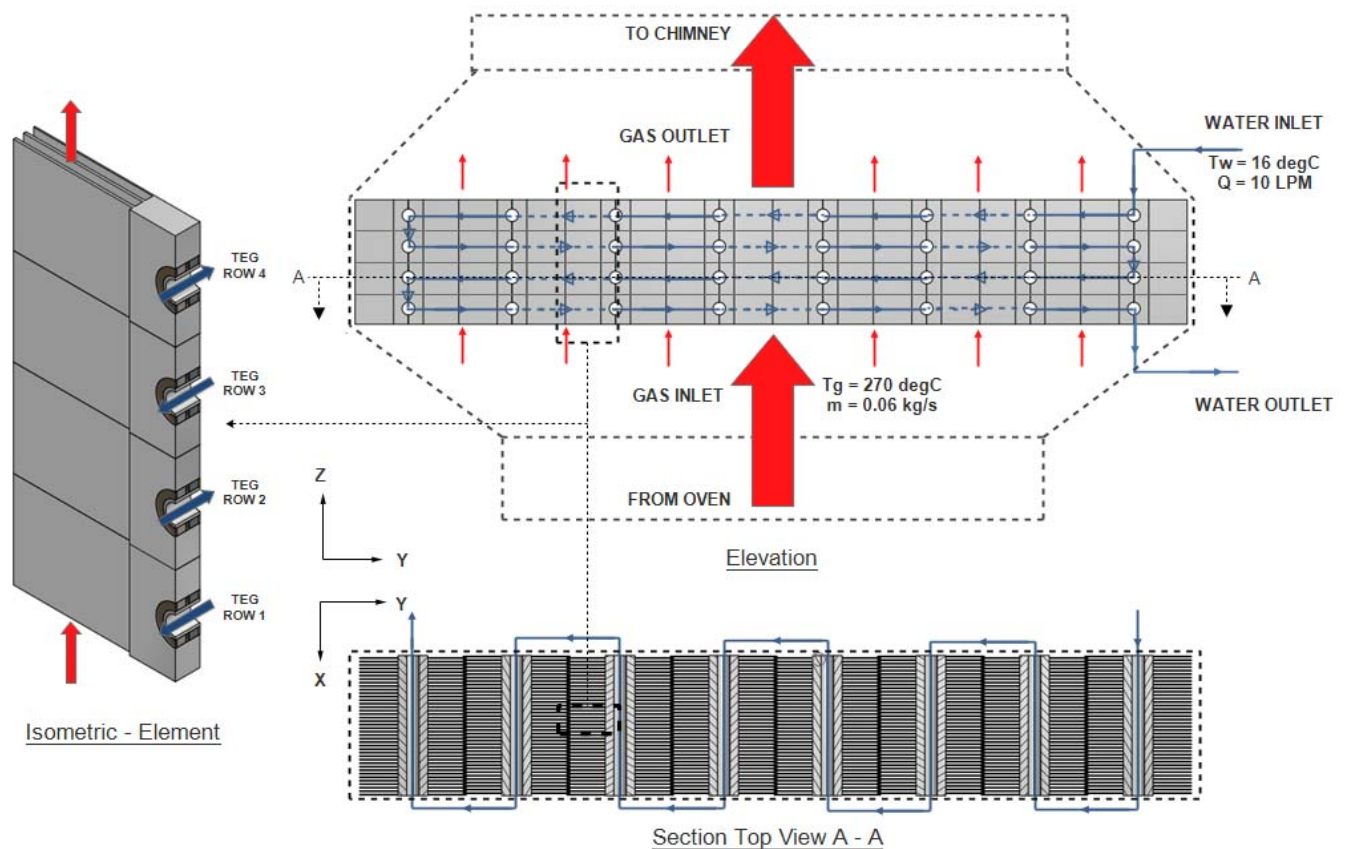 TO CHIMNEY
GAS OUTLET
WATER INLET
Tw = 16 degC
Q = 10 LPM
TEG
ROW 4
TEG
ROW 3
TEG
ROW 2
TEG
ROW 1
A
A
GAS INLET
Tg = 270 degC
m = 0.06 kg/s
WATER OUTLET
FROM OVEN
Z
Y
Elevation
Y
X
Isometric - Element
Section Top View A - A